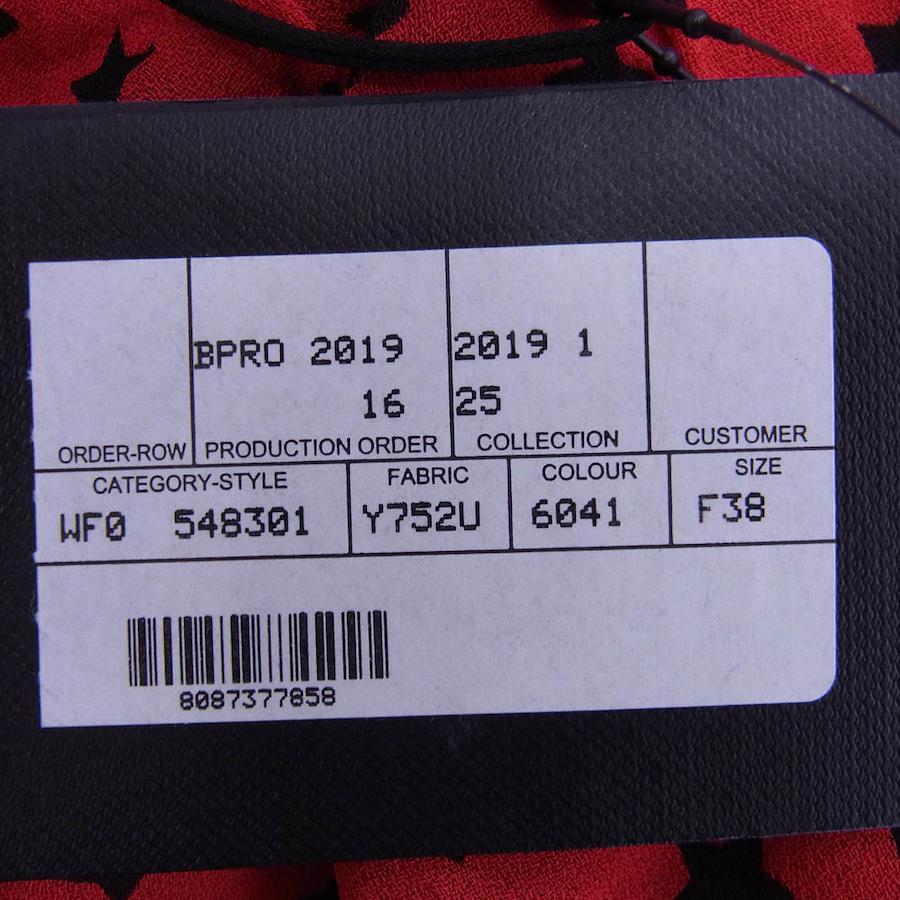 BPRO 2019 2019 1
16 25
ORDER-ROW PRODUCTION ORDER COLLECTION CUSTOMER
CATEGORY-STYLE FABRIC COLOUR SIZE
WF0 548301 Y752U 6041 F38
8087377858